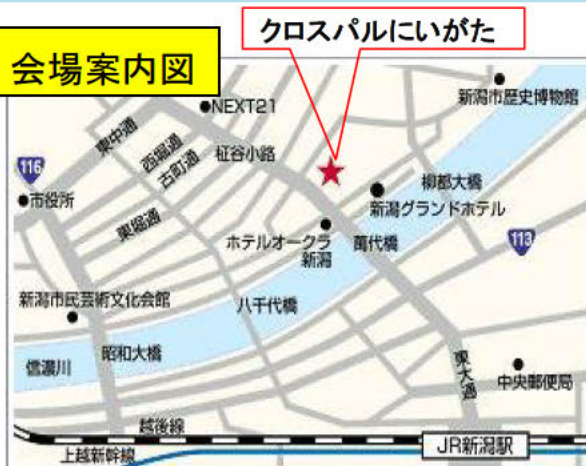 クロスパルにいがた
会場案内図
NEXT21
新潟市歴史博物館
東中通
西堀通
古町通
柾谷小路
116
市役所
東堀通
柳都大橋
新潟グランドホテル
ホテルオークラ
新潟
萬代橋
113
新潟市民芸術文化会館
八千代橋
信濃川
昭和大橋
東大通
中央郵便局
越後線
JR新潟駅
上越新幹線